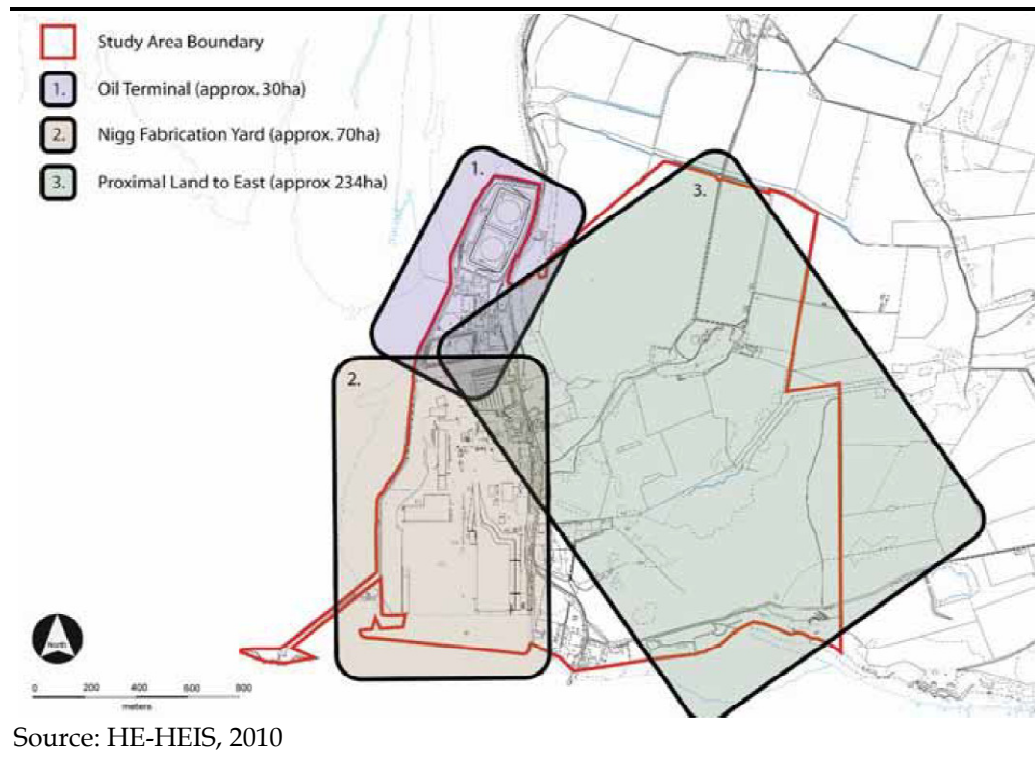 Study Area Boundary
1. Oil Terminal (approx. 30ha)
2. Nigg Fabrication Yard (approx. 70ha)
3. Proximal Land to East (approx 234ha)
1.
3.
2.
North
0 200 400 600 800
meters
Source: HE-HEIS, 2010